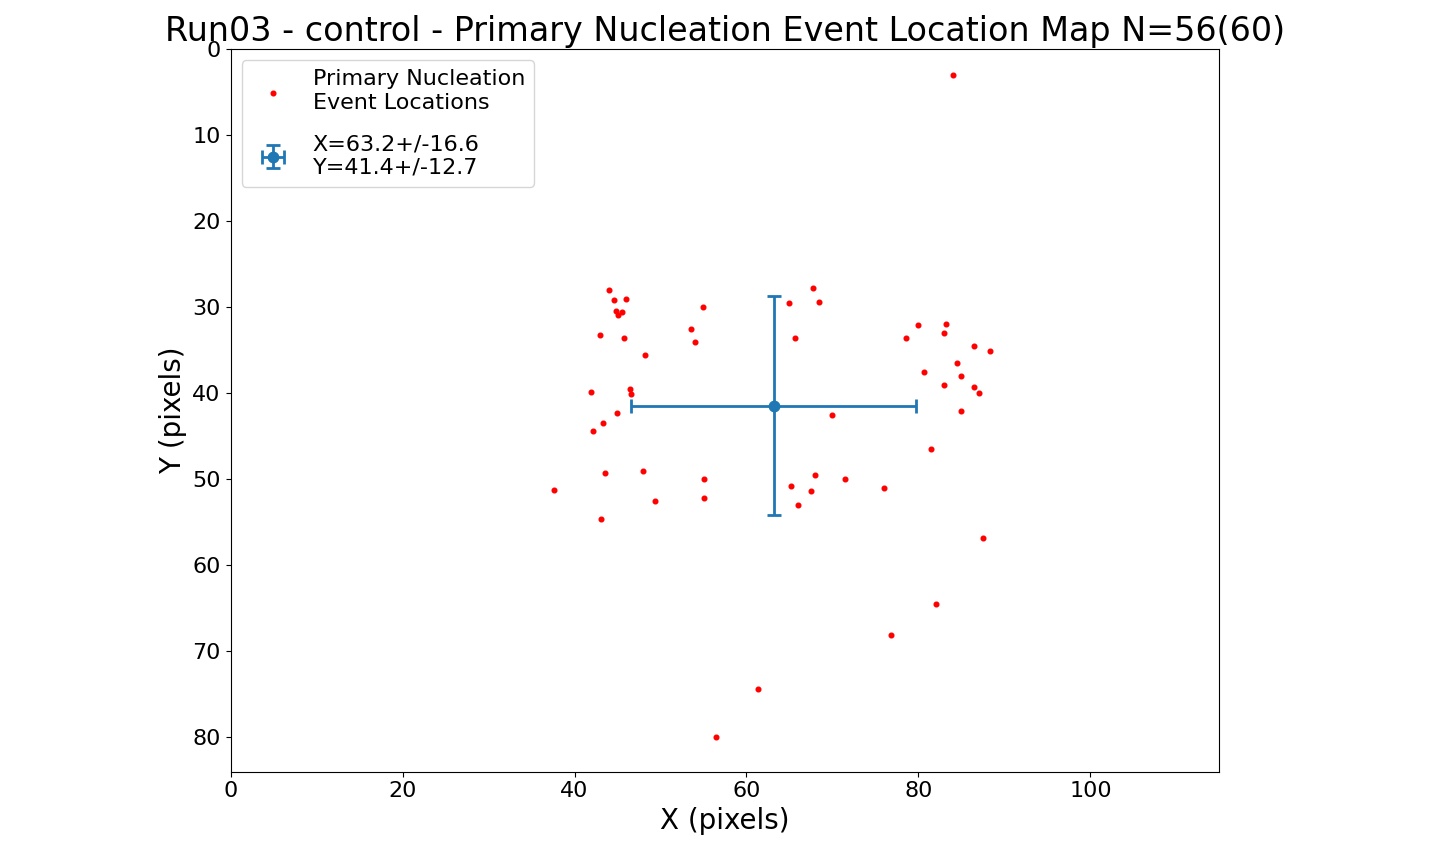 Run03 - control - Primary Nucleation Event Location Map N=56(60)
Primary Nucleation
Event Locations
X=63.2+/-16.6
Y=41.4+/-12.7
0
10
20
30
40
50
60
70
80
Y (pixels)
0
20
40
60
80
100
X (pixels)